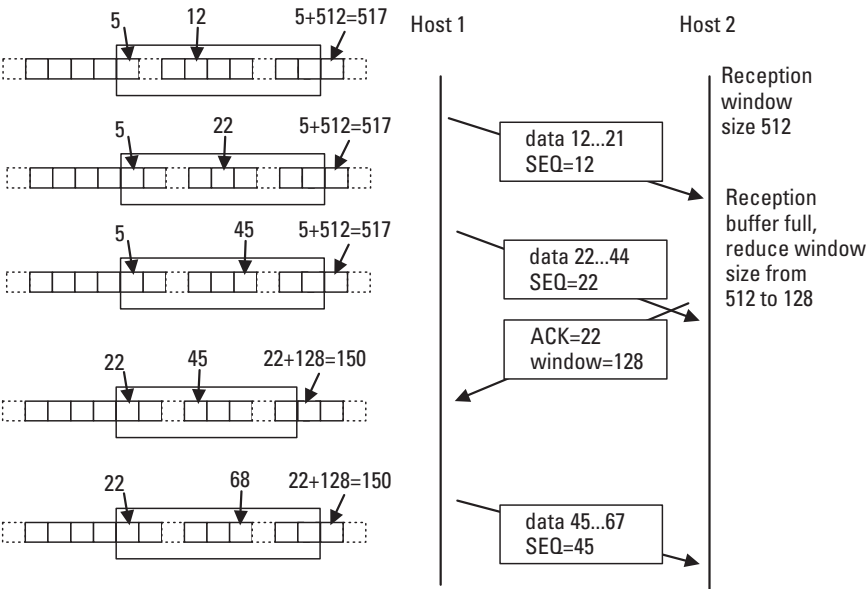 5 12 5+512=517
Host 1 Host 2
Reception
window
size 512
5 22 5+512=517
data 12...21
SEQ=12
Reception
buffer full,
reduce window
size from
512 to 128
5 45 5+512=517
data 22...44
SEQ=22
ACK=22
window=128
22 45 22+128=150
22 68 22+128=150
data 45...67
SEQ=45